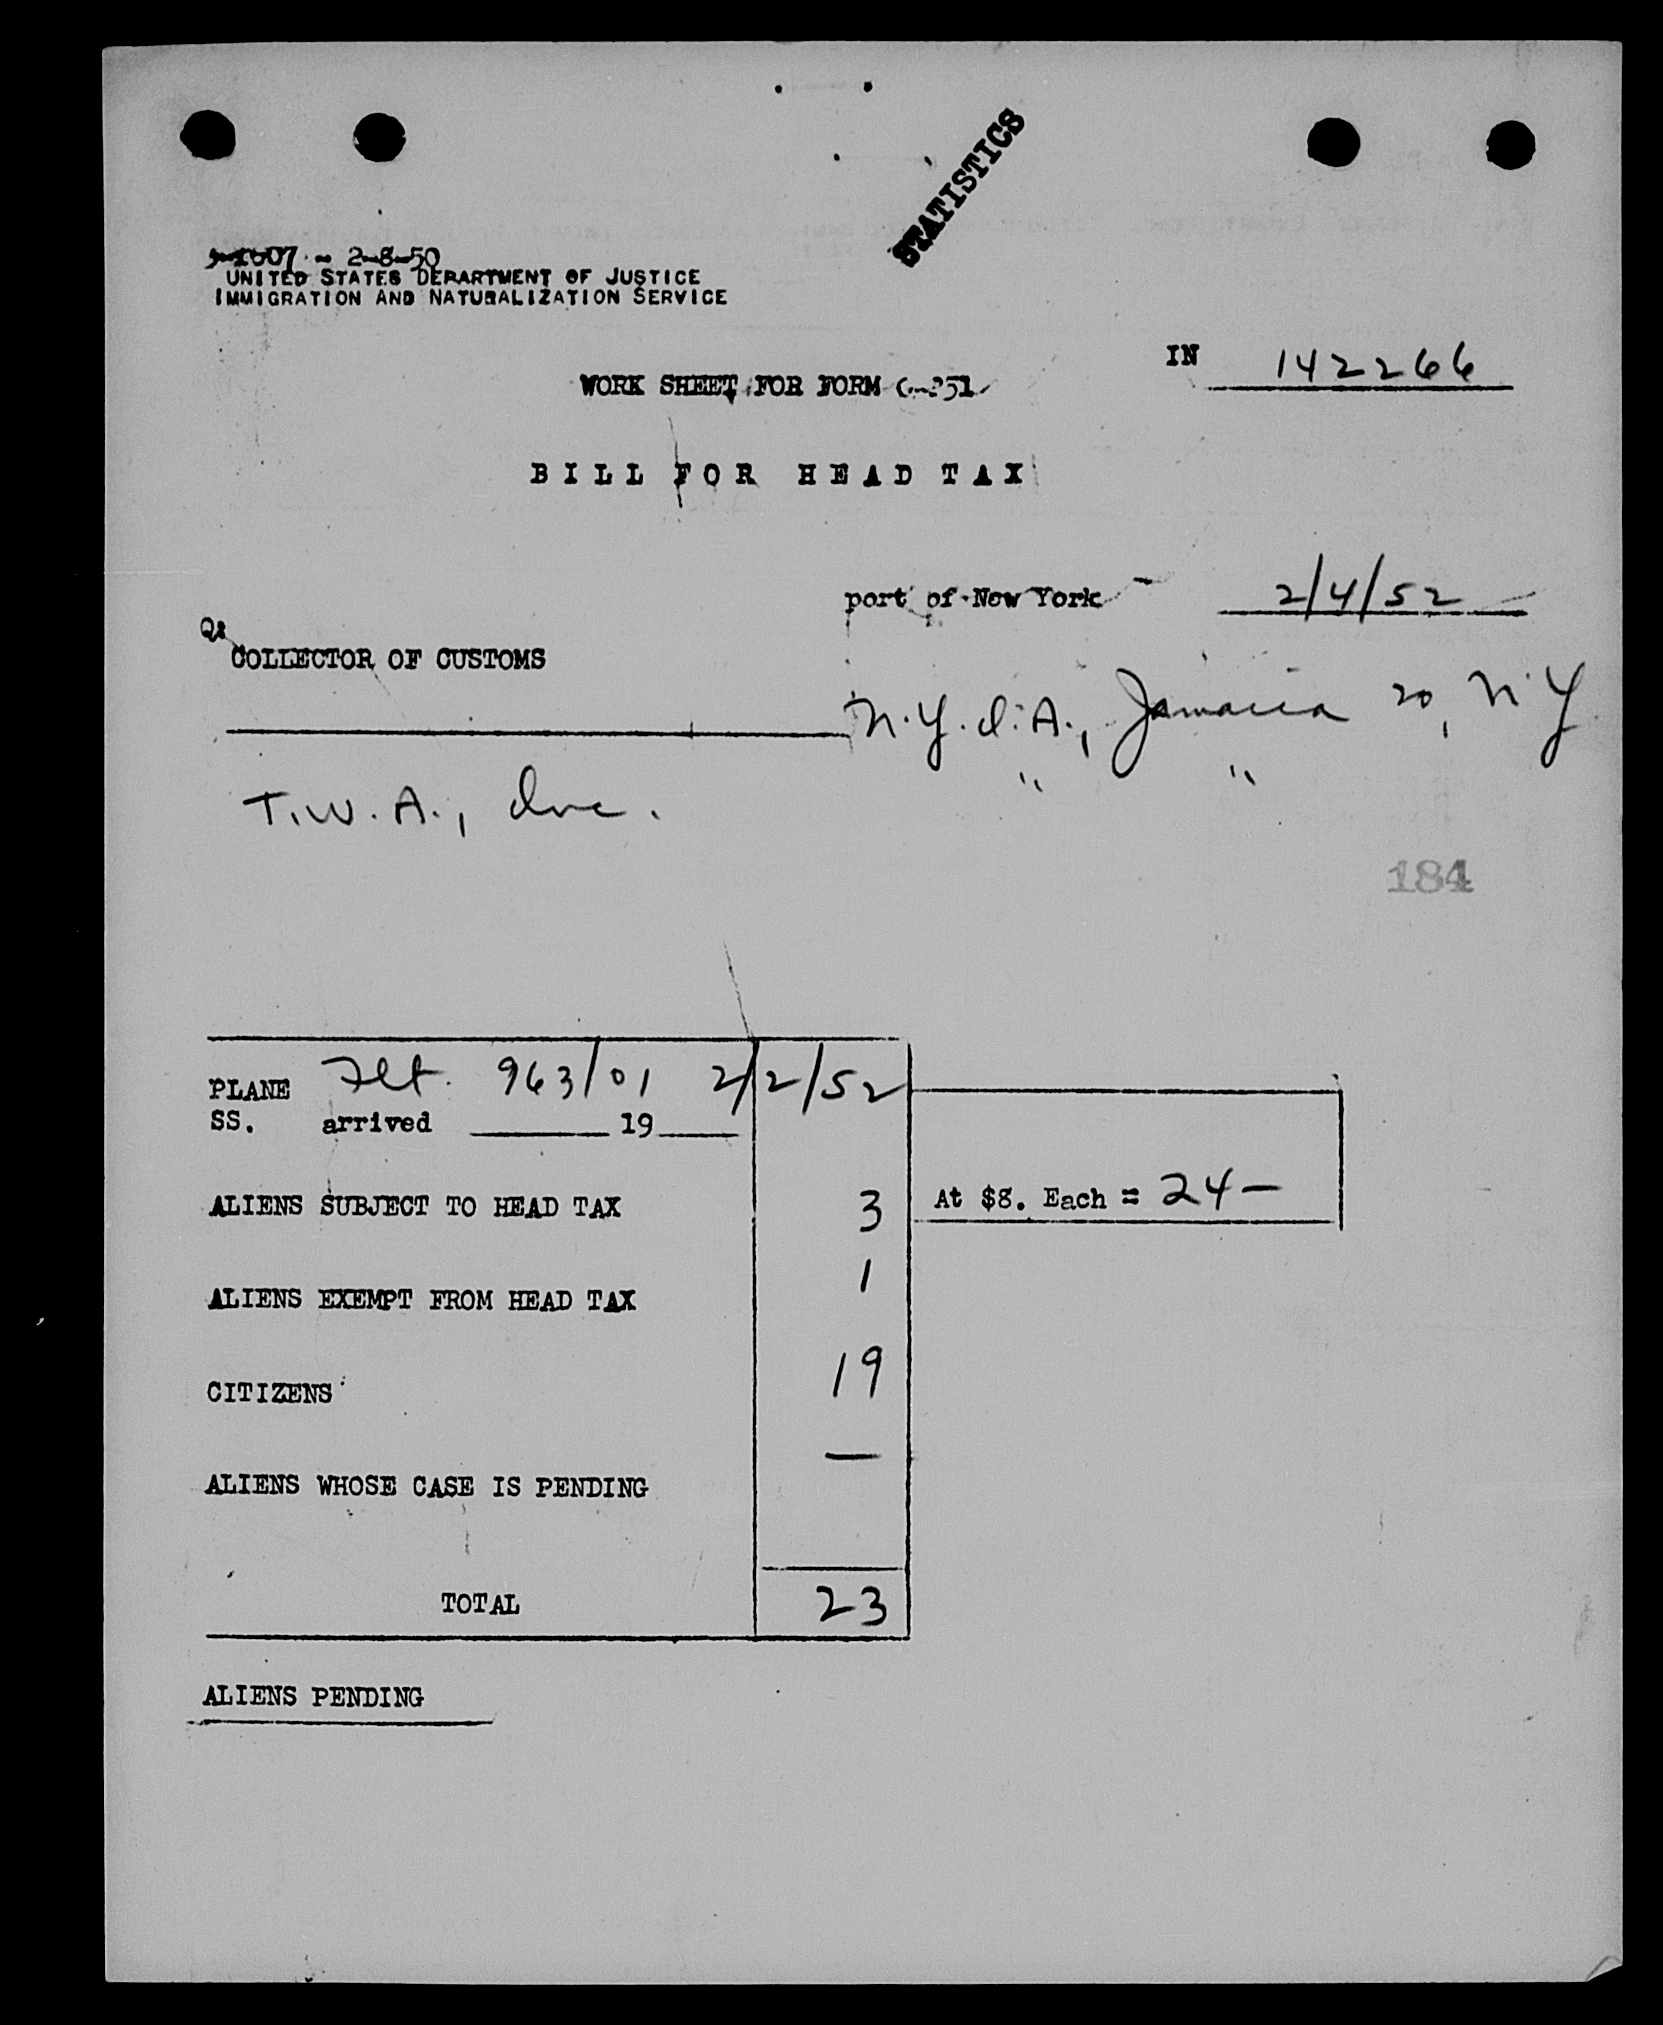 STATISTICS
2-8-50
UNITED STATES DEPARTMENT OF JUSTICE
IMMIGRATION AND NATURALIZATION SERVICE
IN 142266
WORK SHEET FOR FORM
BILL FOR HEAD TAX
port of New York 2/4/52
COLLECTOR OF CUSTOMS
N.Y.I.A., Jamaica 20, N.Y
T.W.A., Inc. " "
184
PLANE Flt. 963/01 2/2/52
SS. arrived 19
ALIENS SUBJECT TO HEAD TAX 3 At $8. Each = 24-
ALIENS EXEMPT FROM HEAD TAX 1
CITIZENS 19
ALIENS WHOSE CASE IS PENDING —
TOTAL 23
ALIENS PENDING